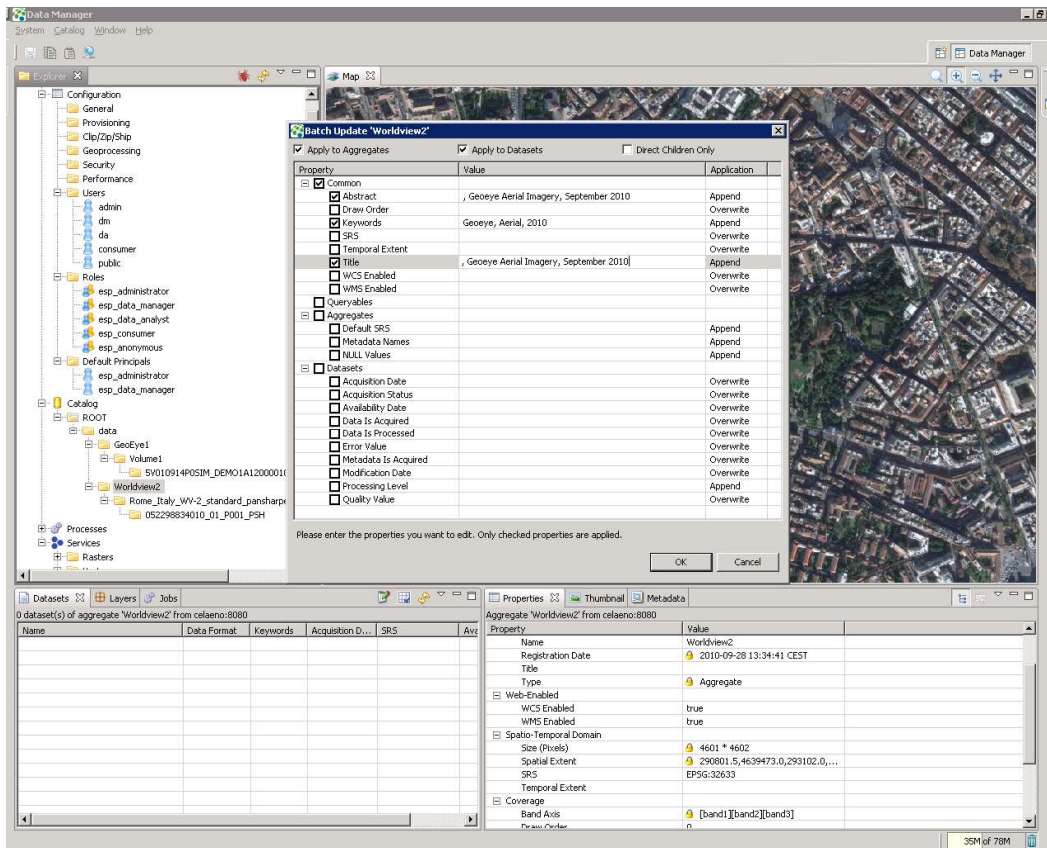 Data Manager
System Catalog Window Help
Data Manager
Explorer
Map
Configuration
General
Provisioning
Clip/Zip/Ship
Geoprocessing
Security
Performance
Users
admin
dm
da
consumer
public
Roles
esp_administrator
esp_data_manager
esp_data_analyst
esp_consumer
esp_anonymous
Default Principals
esp_administrator
esp_data_manager
Catalog
ROOT
data
GeoEye1
Volume1
5V010914P0SIM_DEMO1A1200001
Worldview2
Rome_Italy_WV-2_standard_pansharpe
052298834010_01_P001_PSH
Processes
Services
Rasters
Batch Update 'Worldview2'
Apply to Aggregates Apply to Datasets Direct Children Only
Property Value Application
Common
Abstract , Geoeye Aerial Imagery, September 2010 Append
Draw Order Overwrite
Keywords Geoeye, Aerial, 2010 Append
SRS Overwrite
Temporal Extent Overwrite
Title , Geoeye Aerial Imagery, September 2010 Append
WCS Enabled Overwrite
WMS Enabled Overwrite
Queryables
Aggregates
Default SRS Append
Metadata Names Append
NULL Values Append
Datasets
Acquisition Date Overwrite
Acquisition Status Overwrite
Availability Date Overwrite
Data Is Acquired Overwrite
Data Is Processed Overwrite
Error Value Overwrite
Metadata Is Acquired Overwrite
Modification Date Overwrite
Processing Level Append
Quality Value Overwrite
Please enter the properties you want to edit. Only checked properties are applied.
OK Cancel
Datasets Layers Jobs
0 dataset(s) of aggregate 'Worldview2' from celaeno:8080
Name Data Format Keywords Acquisition D... SRS Ava
Properties Thumbnail Metadata
Aggregate 'Worldview2' from celaeno:8080
Property Value
Name Worldview2
Registration Date 2010-09-28 13:34:41 CEST
Title
Type Aggregate
Web-Enabled
WCS Enabled true
WMS Enabled true
Spatio-Temporal Domain
Size (Pixels) 4601 * 4602
Spatial Extent 290801.5,4639473.0,293102.0,...
SRS EPSG:32633
Temporal Extent
Coverage
Band Axis [band1][band2][band3]
Draw Order 0
35M of 78M